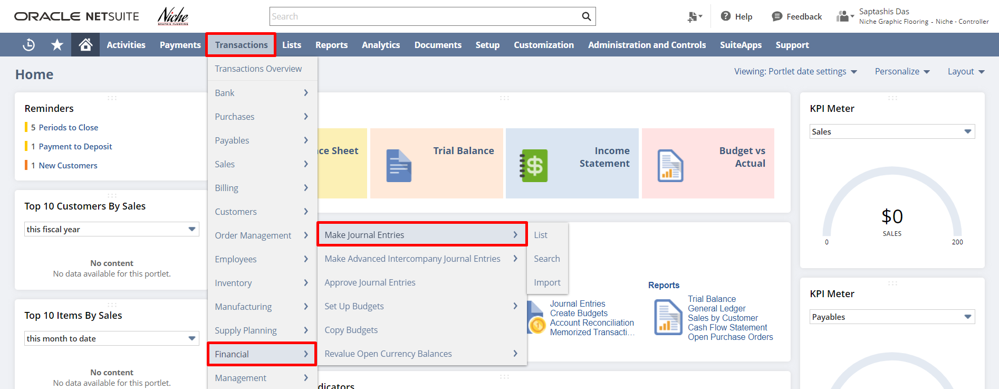 ORACLE NETSUITE
Niche
GRAPHIC FLOORING
Search
Help
Feedback
Saptashis Das
Niche Graphic Flooring - Niche - Controller
Activities
Payments
Transactions
Lists
Reports
Analytics
Documents
Setup
Customization
Administration and Controls
SuiteApps
Support
Home
Viewing: Portlet date settings
Personalize
Layout
Reminders
5 Periods to Close
1 Payment to Deposit
1 New Customers
Top 10 Customers By Sales
this fiscal year
No content
No data available for this portlet.
Top 10 Items By Sales
this month to date
No content
No data available for this portlet.
Transactions Overview
Bank
Purchases
Payables
Sales
Billing
Customers
Order Management
Employees
Inventory
Manufacturing
Supply Planning
Financial
Management
Make Journal Entries
Make Advanced Intercompany Journal Entries
Approve Journal Entries
Set Up Budgets
Copy Budgets
Revalue Open Currency Balances
List
Search
Import
ce Sheet
Trial Balance
Income
Statement
Budget vs
Actual
Journal Entries
Create Budgets
Account Reconciliation
Memorized Transacti...
Reports
Trial Balance
General Ledger
Sales by Customer
Cash Flow Statement
Open Purchase Orders
dicators
KPI Meter
Sales
$0
SALES
0
200
KPI Meter
Payables